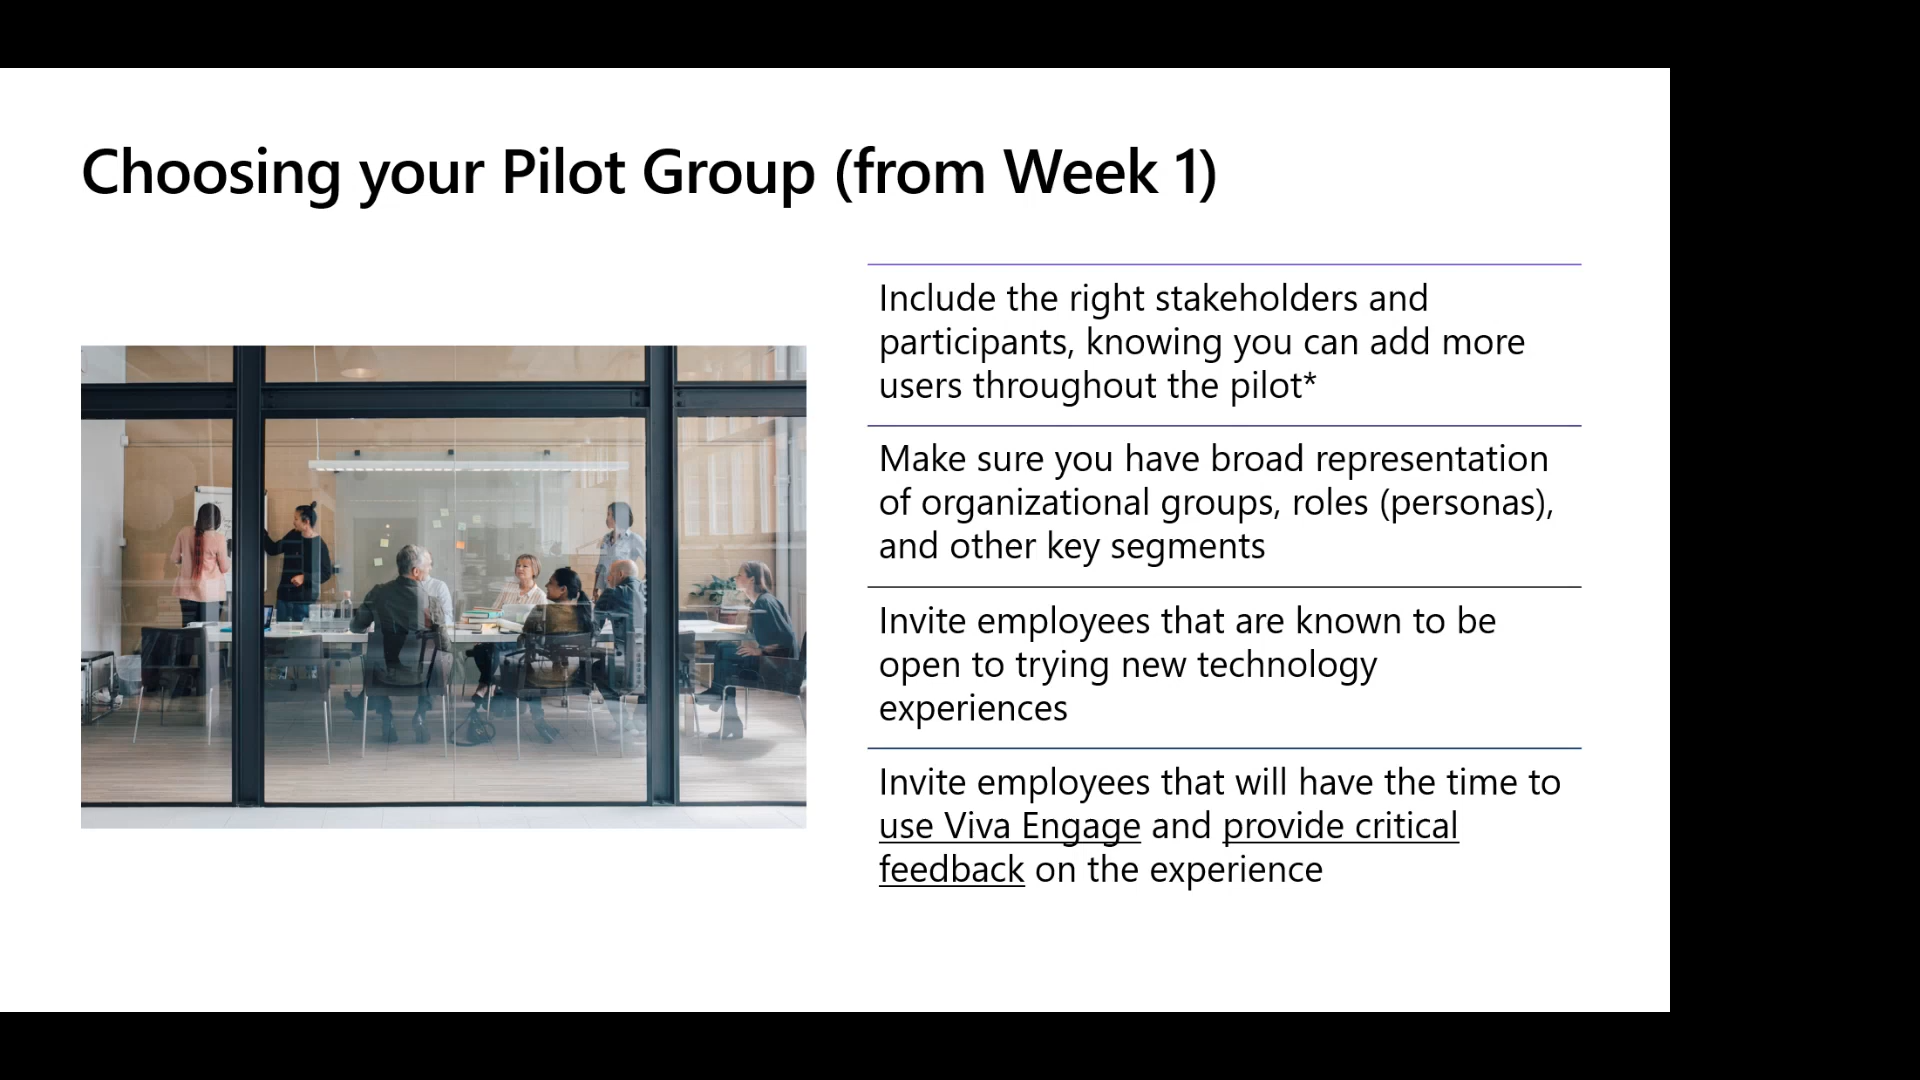 Choosing your Pilot Group (from Week 1)
Include the right stakeholders and
participants, knowing you can add more
users throughout the pilot*
Make sure you have broad representation
of organizational groups, roles (personas),
and other key segments
Invite employees that are known to be
open to trying new technology
experiences
Invite employees that will have the time to
use Viva Engage and provide critical
feedback on the experience